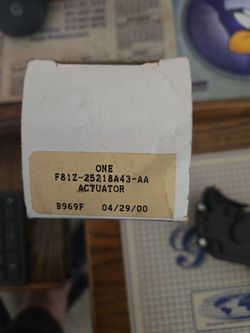 ONE
F81Z-25218A43-AA
ACTUATOR
B969F 04/29/00